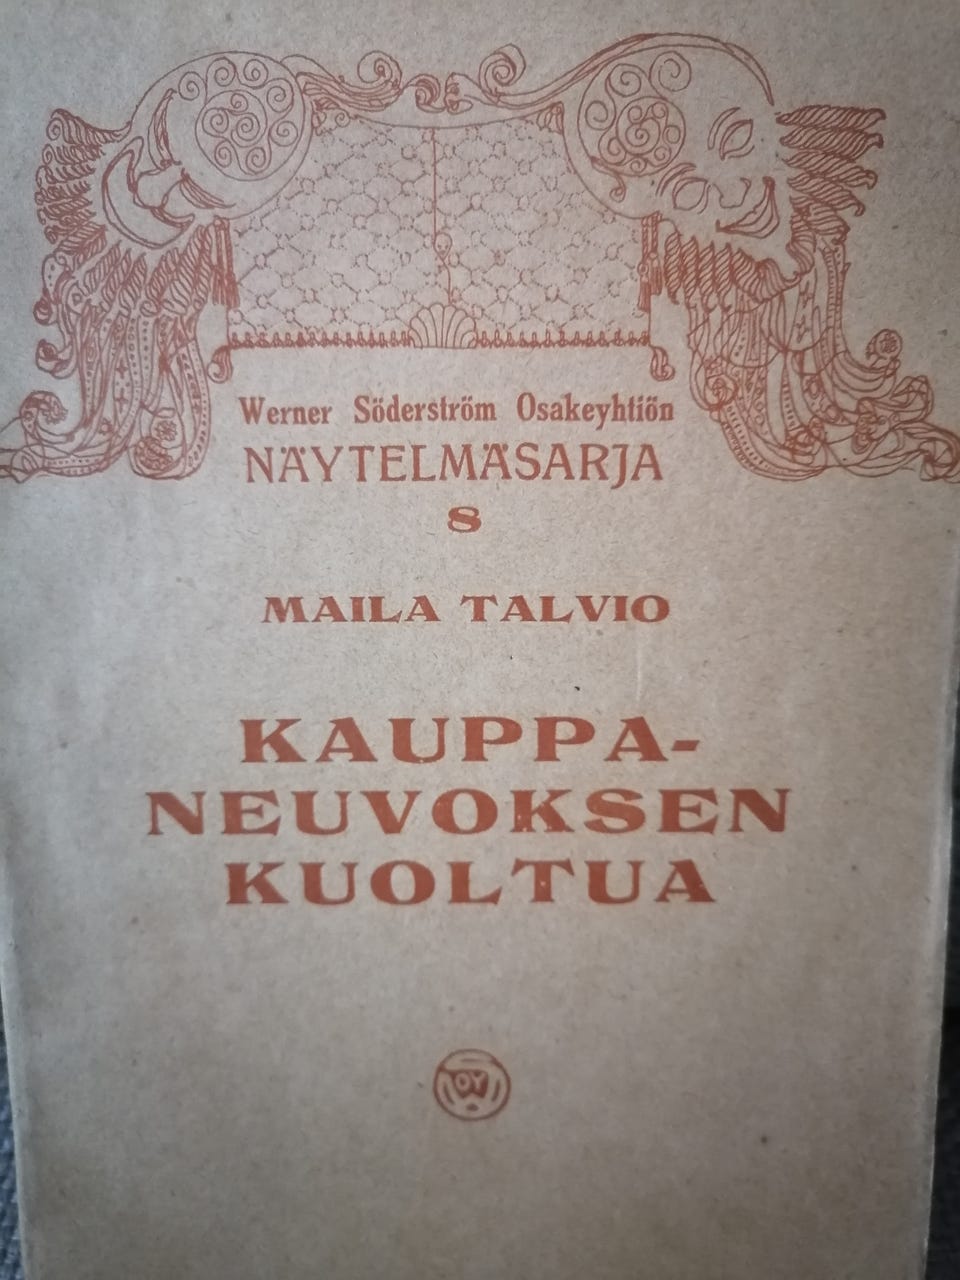 Werner Söderström Osakeyhtiön
NÄYTELMÄSARJA
8
MAILA TALVIO
KAUPPA-
NEUVOKSEN
KUOLTUA